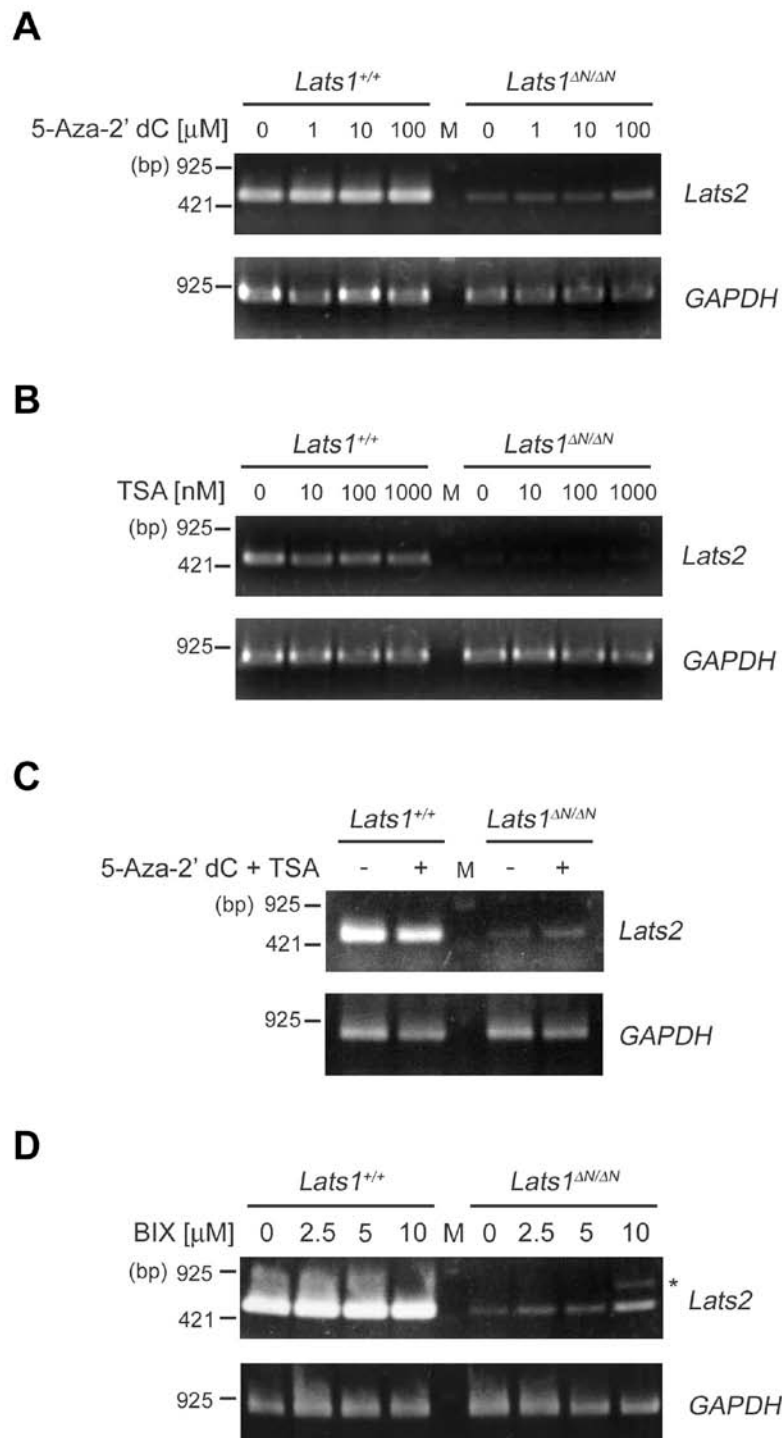 A
Lats1+/+ Lats1ΔN/ΔN
5-Aza-2' dC [μM] 0 1 10 100 M 0 1 10 100
(bp) 925
421 Lats2
925 GAPDH
B
Lats1+/+ Lats1ΔN/ΔN
TSA [nM] 0 10 100 1000 M 0 10 100 1000
(bp) 925
421 Lats2
925 GAPDH
C
Lats1+/+ Lats1ΔN/ΔN
5-Aza-2' dC + TSA - + M - +
(bp) 925
421 Lats2
925 GAPDH
D
Lats1+/+ Lats1ΔN/ΔN
BIX [μM] 0 2.5 5 10 M 0 2.5 5 10
(bp) 925 *
421 Lats2
925 GAPDH